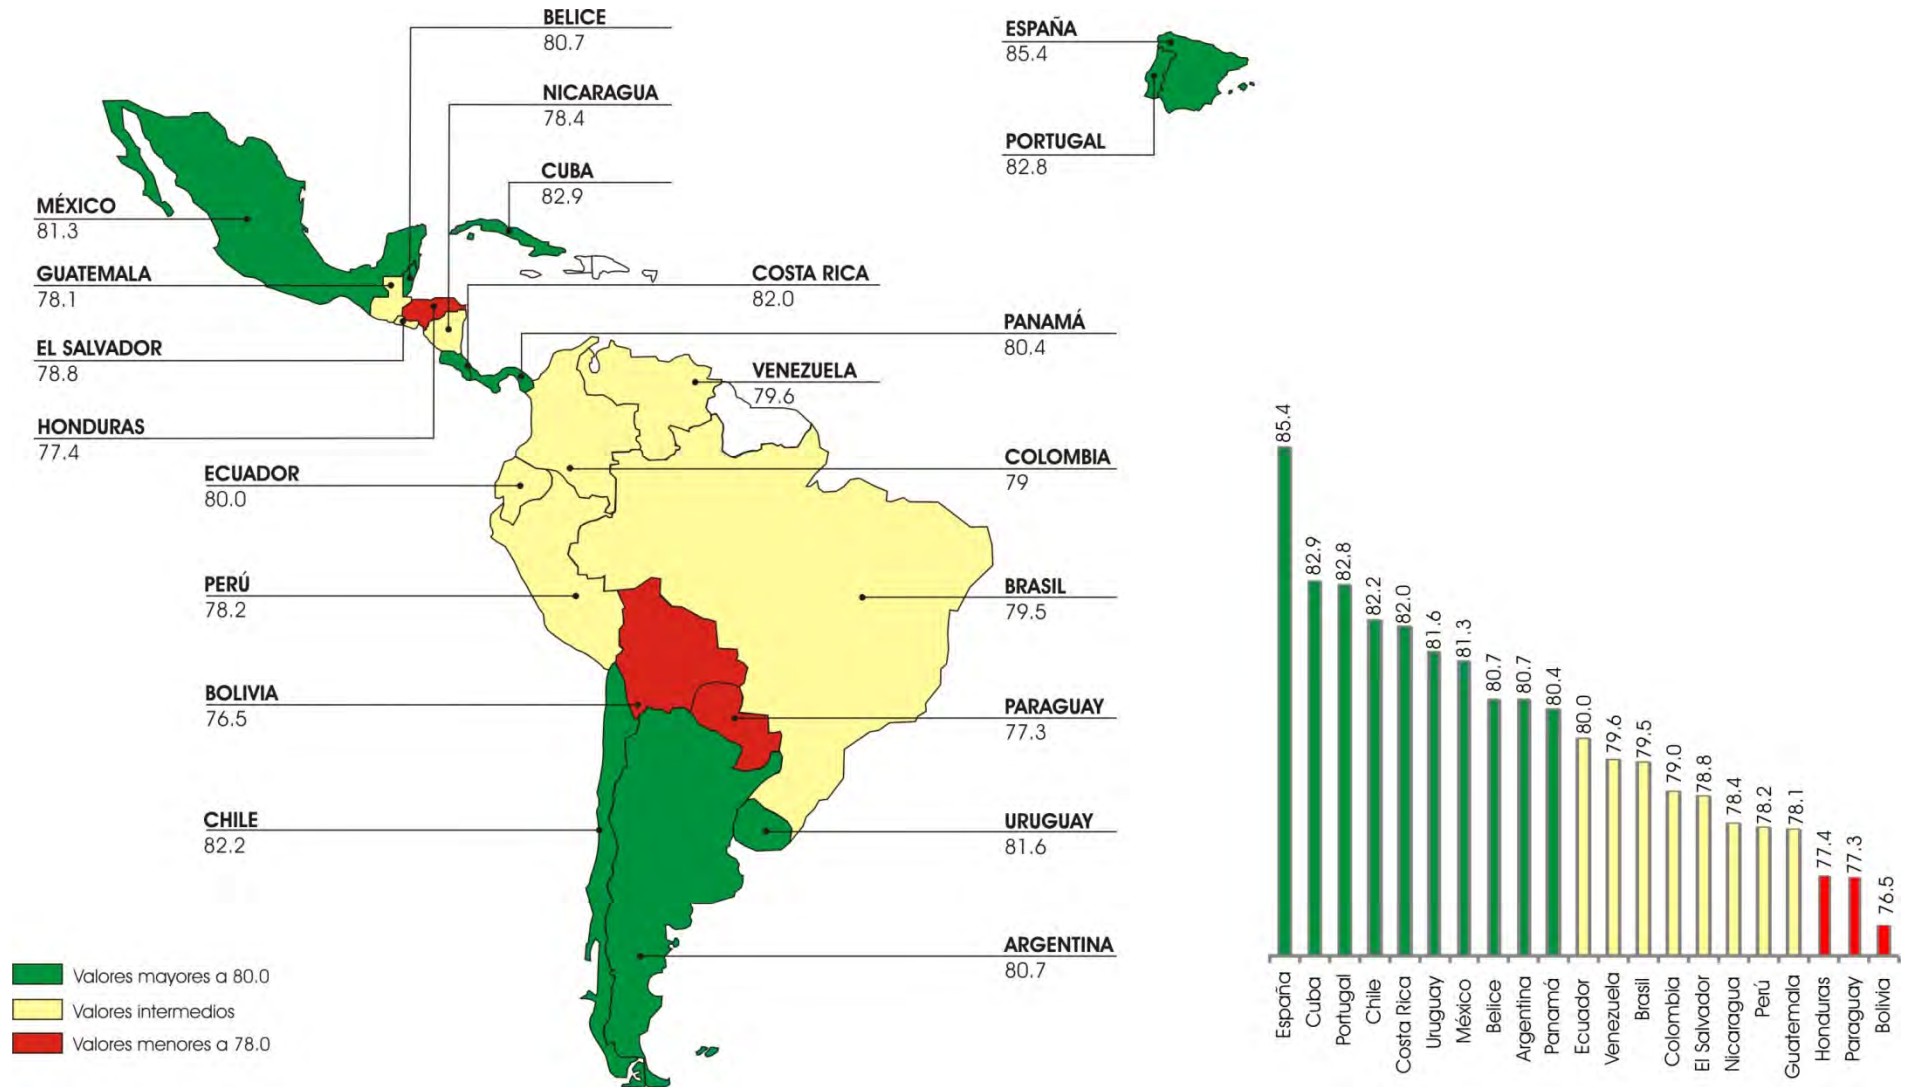 BELICE
80.7
NICARAGUA
78.4
CUBA
82.9
MÉXICO
81.3
GUATEMALA
78.1
EL SALVADOR
78.8
HONDURAS
77.4
COSTA RICA
82.0
PANAMÁ
80.4
VENEZUELA
79.6
ECUADOR
80.0
COLOMBIA
79
PERÚ
78.2
BRASIL
79.5
BOLIVIA
76.5
PARAGUAY
77.3
CHILE
82.2
URUGUAY
81.6
ARGENTINA
80.7
ESPAÑA
85.4
PORTUGAL
82.8
Valores mayores a 80.0
Valores intermedios
Valores menores a 78.0
85.4
82.9
82.8
82.2
82.0
81.6
81.3
80.7
80.7
80.4
80.0
79.6
79.5
79.0
78.8
78.4
78.2
78.1
77.4
77.3
76.5
España
Cuba
Portugal
Chile
Costa Rica
Uruguay
México
Belice
Argentina
Panamá
Ecuador
Venezuela
Brasil
Colombia
El Salvador
Nicaragua
Perú
Guatemala
Honduras
Paraguay
Bolivia